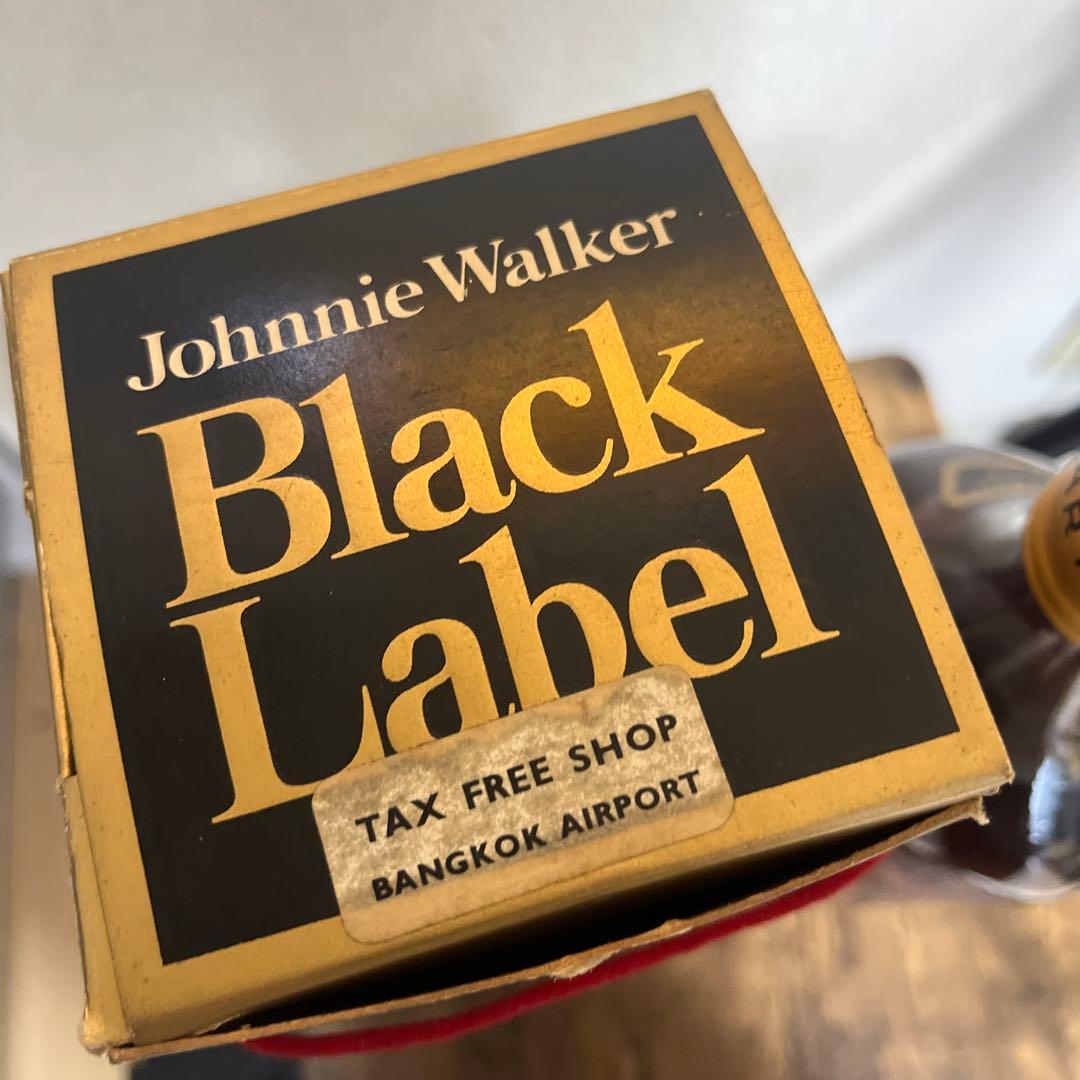 Johnnie Walker
Black
Label
TAX FREE SHOP
BANGKOK AIRPORT